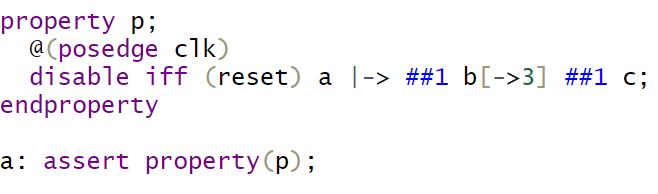 property p;
@(posedge clk)
disable iff (reset) a |-> ##1 b[->3] ##1 c;
endproperty
a: assert property(p);